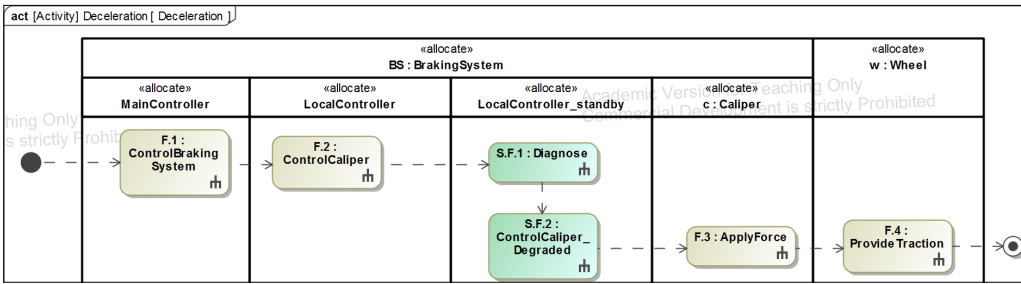 act [Activity] Deceleration [ Deceleration ]
«allocate»
BS : BrakingSystem
«allocate»
w : Wheel
«allocate»
MainController
«allocate»
LocalController
«allocate»
LocalController_standby
«allocate»
c : Caliper
Academic Version for Teaching Only
Commercial Development is strictly Prohibited
hing Only
s strictly Prohib
F.1 :
ControlBraking
System
F.2 :
ControlCaliper
S.F.1 : Diagnose
S.F.2 :
ControlCaliper_
Degraded
F.3 : ApplyForce
F.4 :
ProvideTraction